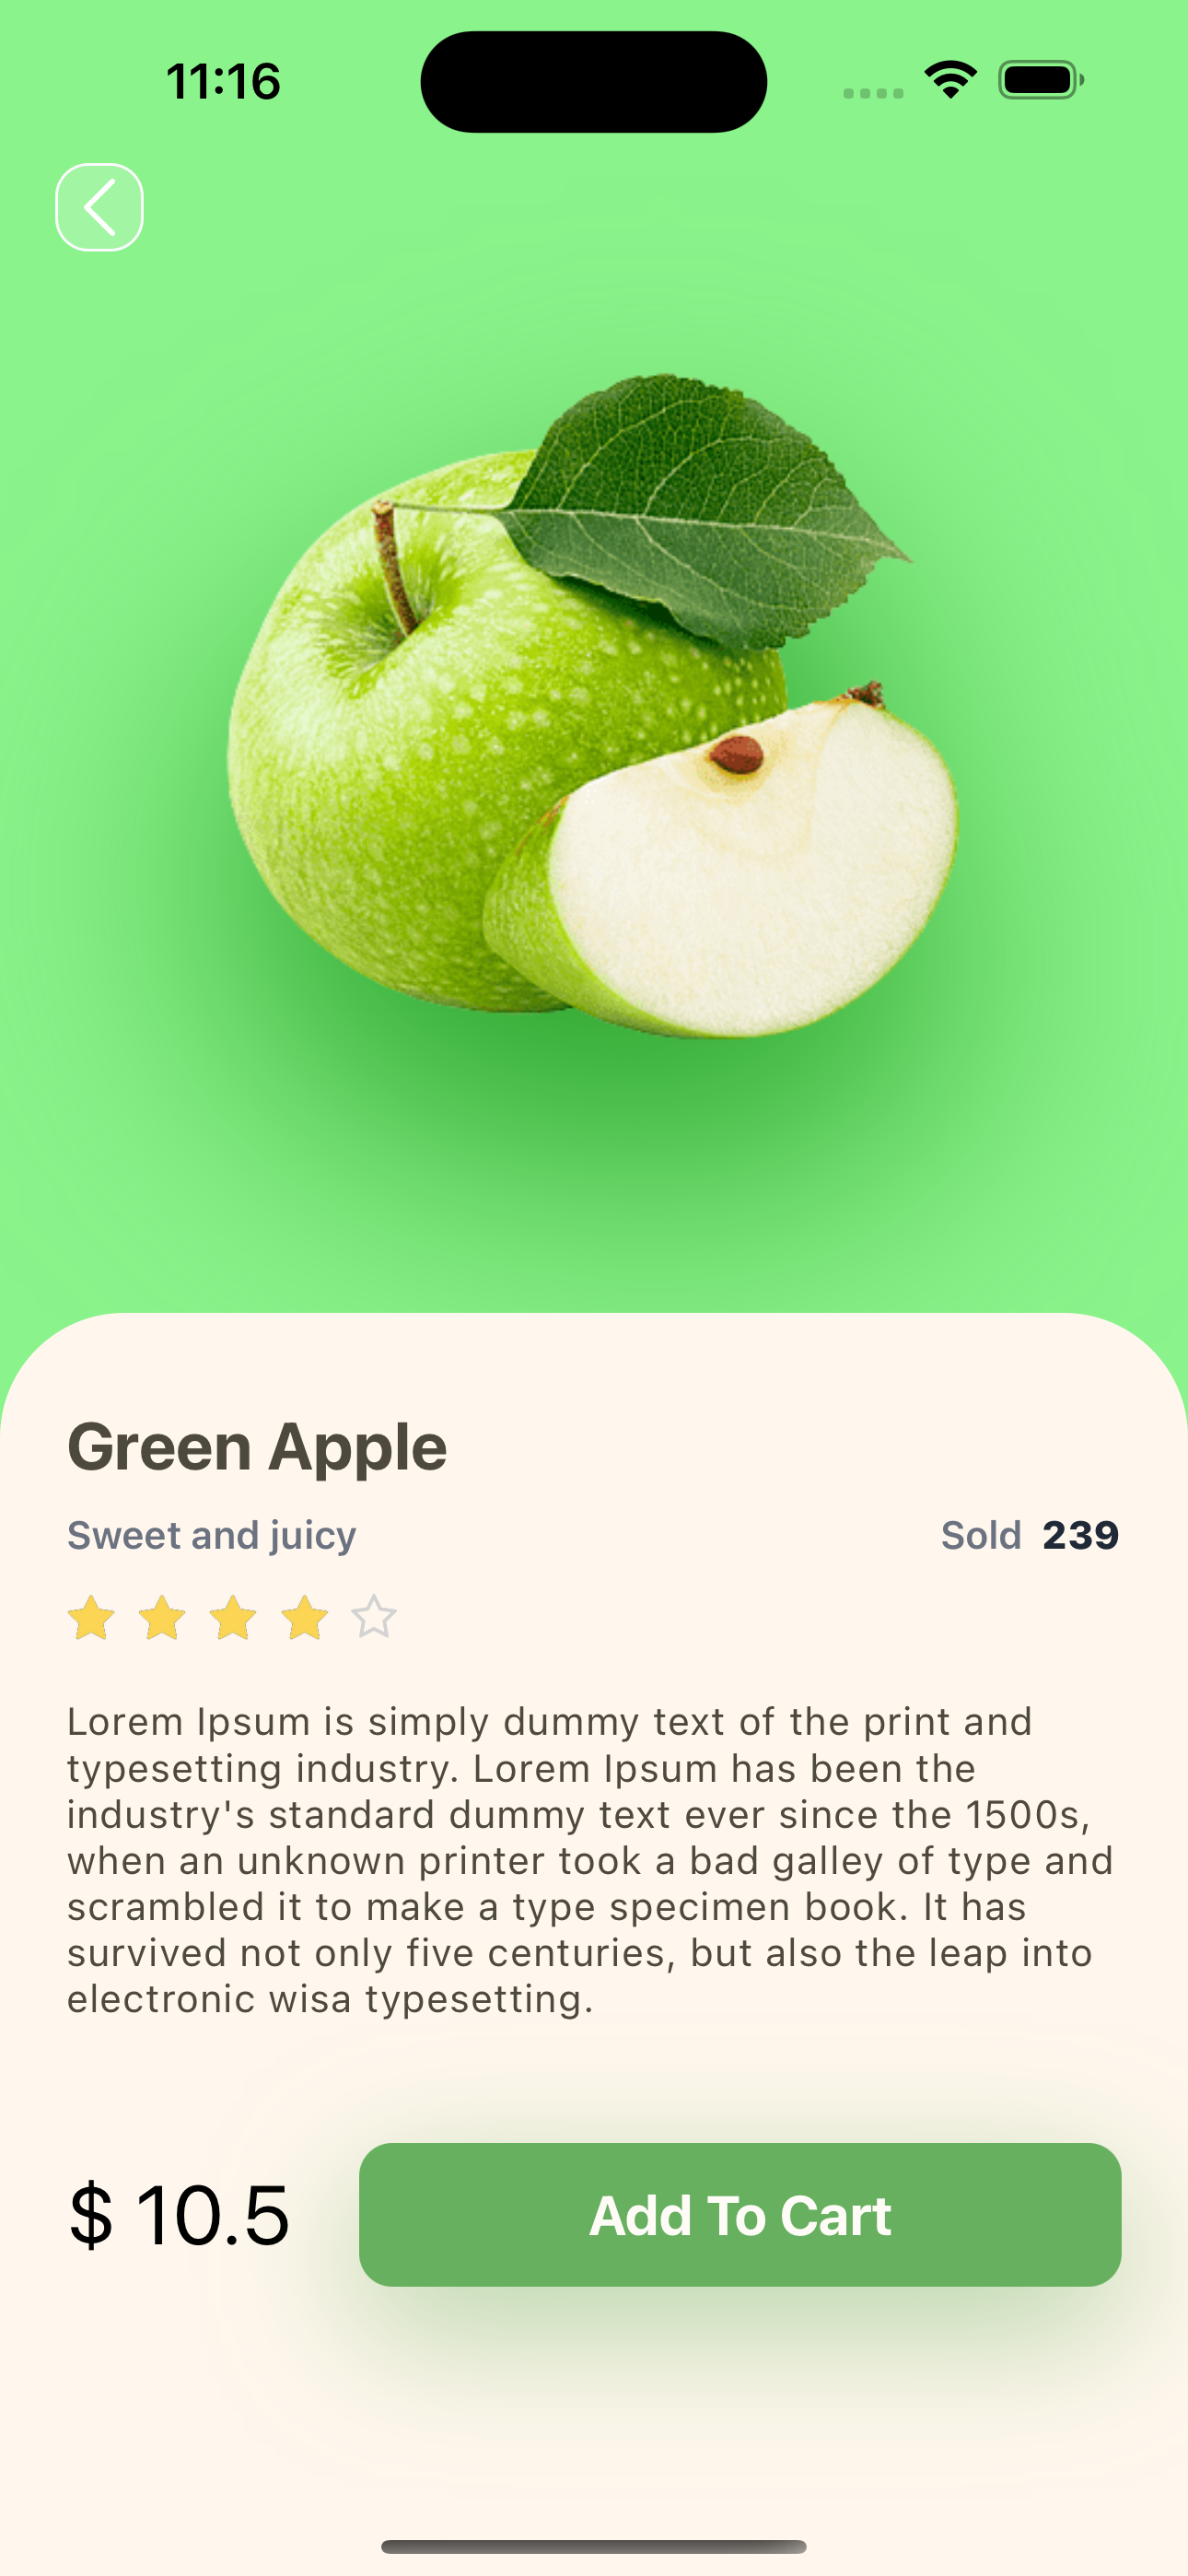 11:16
Green Apple
Sweet and juicy
Sold 239
Lorem Ipsum is simply dummy text of the print and
typesetting industry. Lorem Ipsum has been the
industry's standard dummy text ever since the 1500s,
when an unknown printer took a bad galley of type and
scrambled it to make a type specimen book. It has
survived not only five centuries, but also the leap into
electronic wisa typesetting.
$ 10.5
Add To Cart